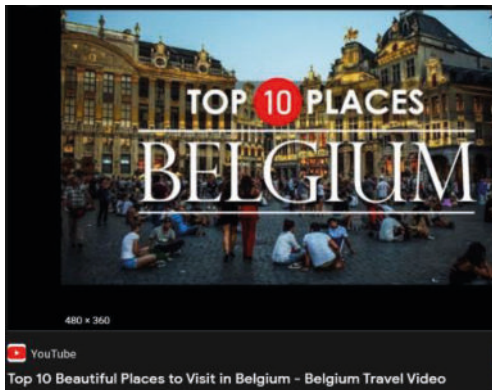 TOP 10 PLACES
BELGIUM
480 × 360
YouTube
Top 10 Beautiful Places to Visit in Belgium - Belgium Travel Video